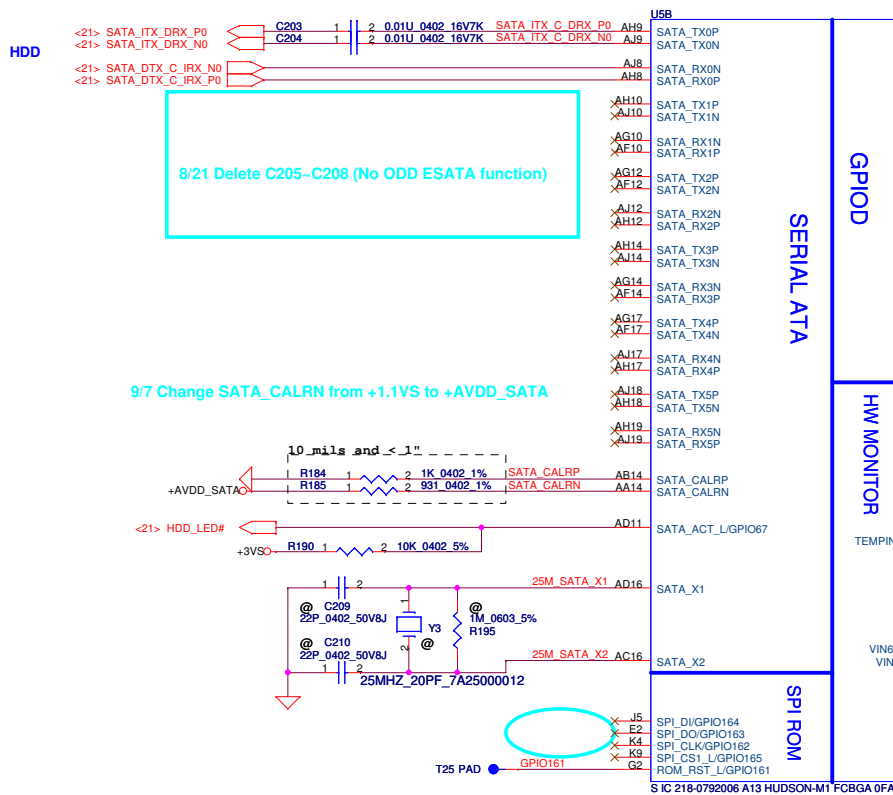 U5B
HDD
<21> SATA_ITX_DRX_P0 C203 1 2 0.01U_0402_16V7K SATA_ITX_C_DRX_P0 AH9 SATA_TX0P
<21> SATA_ITX_DRX_N0 C204 1 2 0.01U_0402_16V7K SATA_ITX_C_DRX_N0 AJ9 SATA_TX0N
<21> SATA_DTX_C_IRX_N0 AJ8 SATA_RX0N
<21> SATA_DTX_C_IRX_P0 AH8 SATA_RX0P
AH10 SATA_TX1P
AJ10 SATA_TX1N
AG10 SATA_RX1N
AF10 SATA_RX1P
8/21 Delete C205~C208 (No ODD ESATA function)
AG12 SATA_TX2P
AF12 SATA_TX2N
AJ12 SATA_RX2N
AH12 SATA_RX2P
AH14 SATA_TX3P
AJ14 SATA_TX3N
AG14 SATA_RX3N
AF14 SATA_RX3P
AG17 SATA_TX4P
AF17 SATA_TX4N
AJ17 SATA_RX4N
AH17 SATA_RX4P
9/7 Change SATA_CALRN from +1.1VS to +AVDD_SATA
AJ18 SATA_TX5P
AH18 SATA_TX5N
AH19 SATA_RX5N
AJ19 SATA_RX5P
GPIOD
SERIAL ATA
HW MONITOR
10 mils and < 1"
R184 1 2 1K_0402_1% SATA_CALRP AB14 SATA_CALRP
+AVDD_SATA R185 1 2 931_0402_1% SATA_CALRN AA14 SATA_CALRN
<21> HDD_LED# AD11 SATA_ACT_L/GPIO67
+3VS R190 1 2 10K_0402_5%
TEMPIN
1 2 25M_SATA_X1 AD16 SATA_X1
@ C209
22P_0402_50V8J
1 Y3 2 @
@ 1M_0603_5%
R195
@ C210
22P_0402_50V8J
1 2 25M_SATA_X2 AC16 SATA_X2
25MHZ_20PF_7A25000012
VIN6
VIN
SPI ROM
J5 SPI_DI/GPIO164
E2 SPI_DO/GPIO163
K4 SPI_CLK/GPIO162
K9 SPI_CS1_L/GPIO165
T25 PAD GPIO161 G2 ROM_RST_L/GPIO161
S IC 218-0792006 A13 HUDSON-M1 FCBGA 0FA